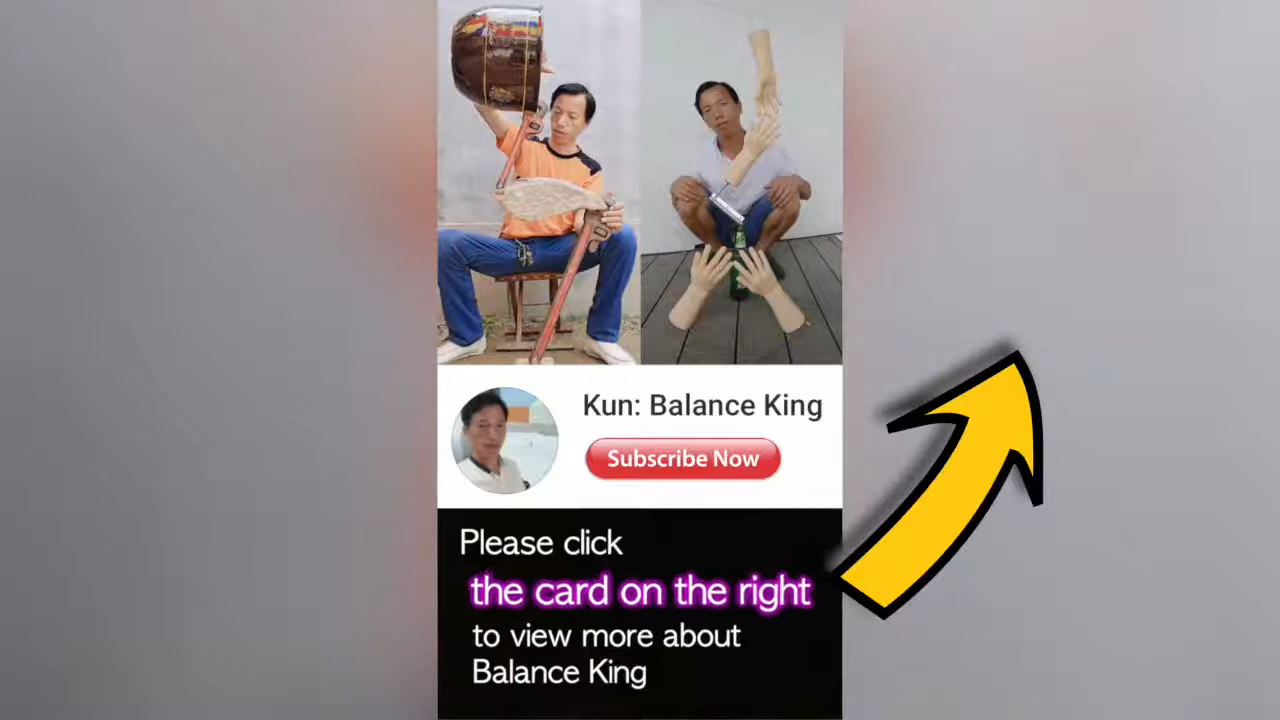 Kun: Balance King
Subscribe Now
Please click
the card on the right
to view more about
Balance King